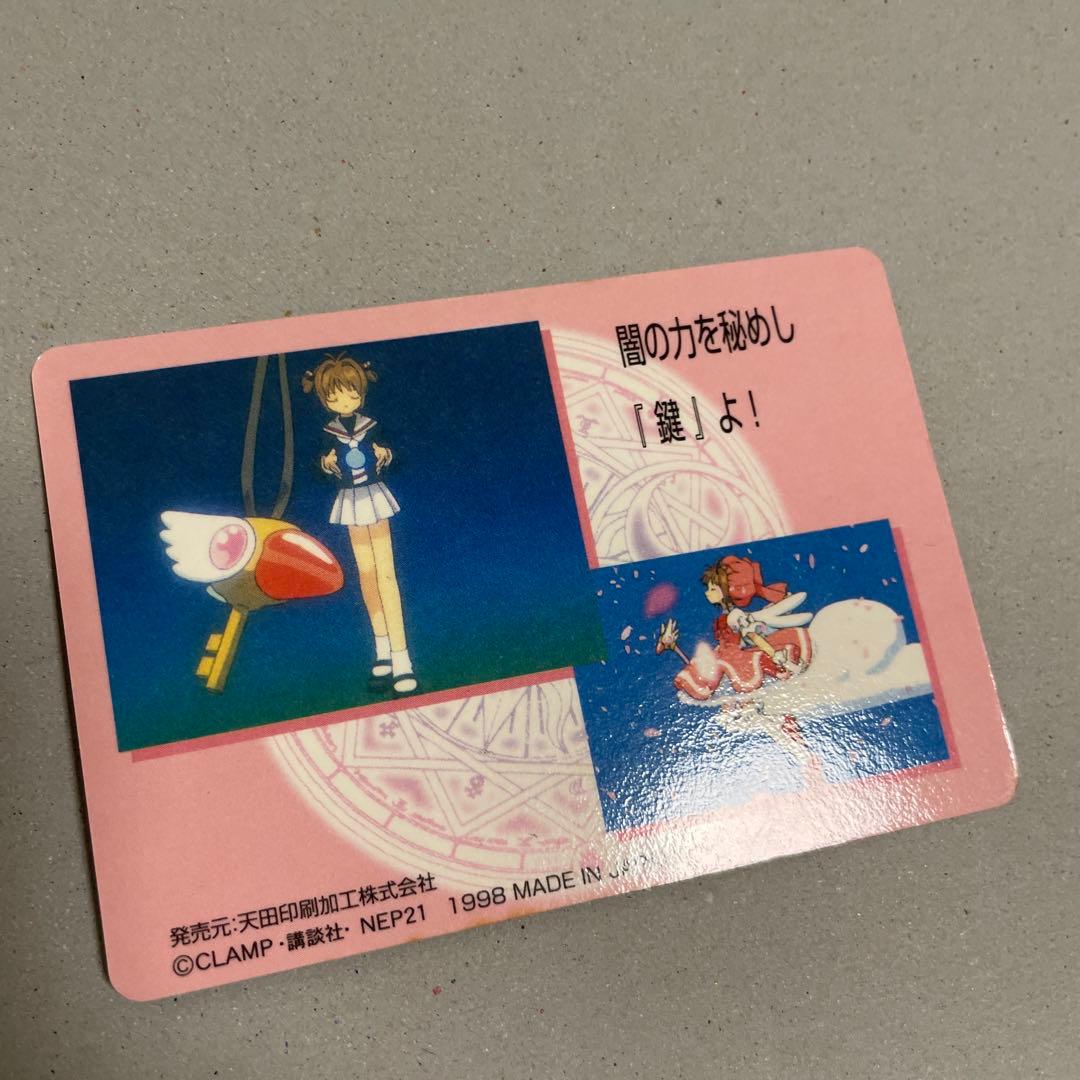 闇の力を秘めし
『鍵』よ!
発売元:天田印刷加工株式会社
©CLAMP・講談社・NEP21 1998 MADE IN JAPAN